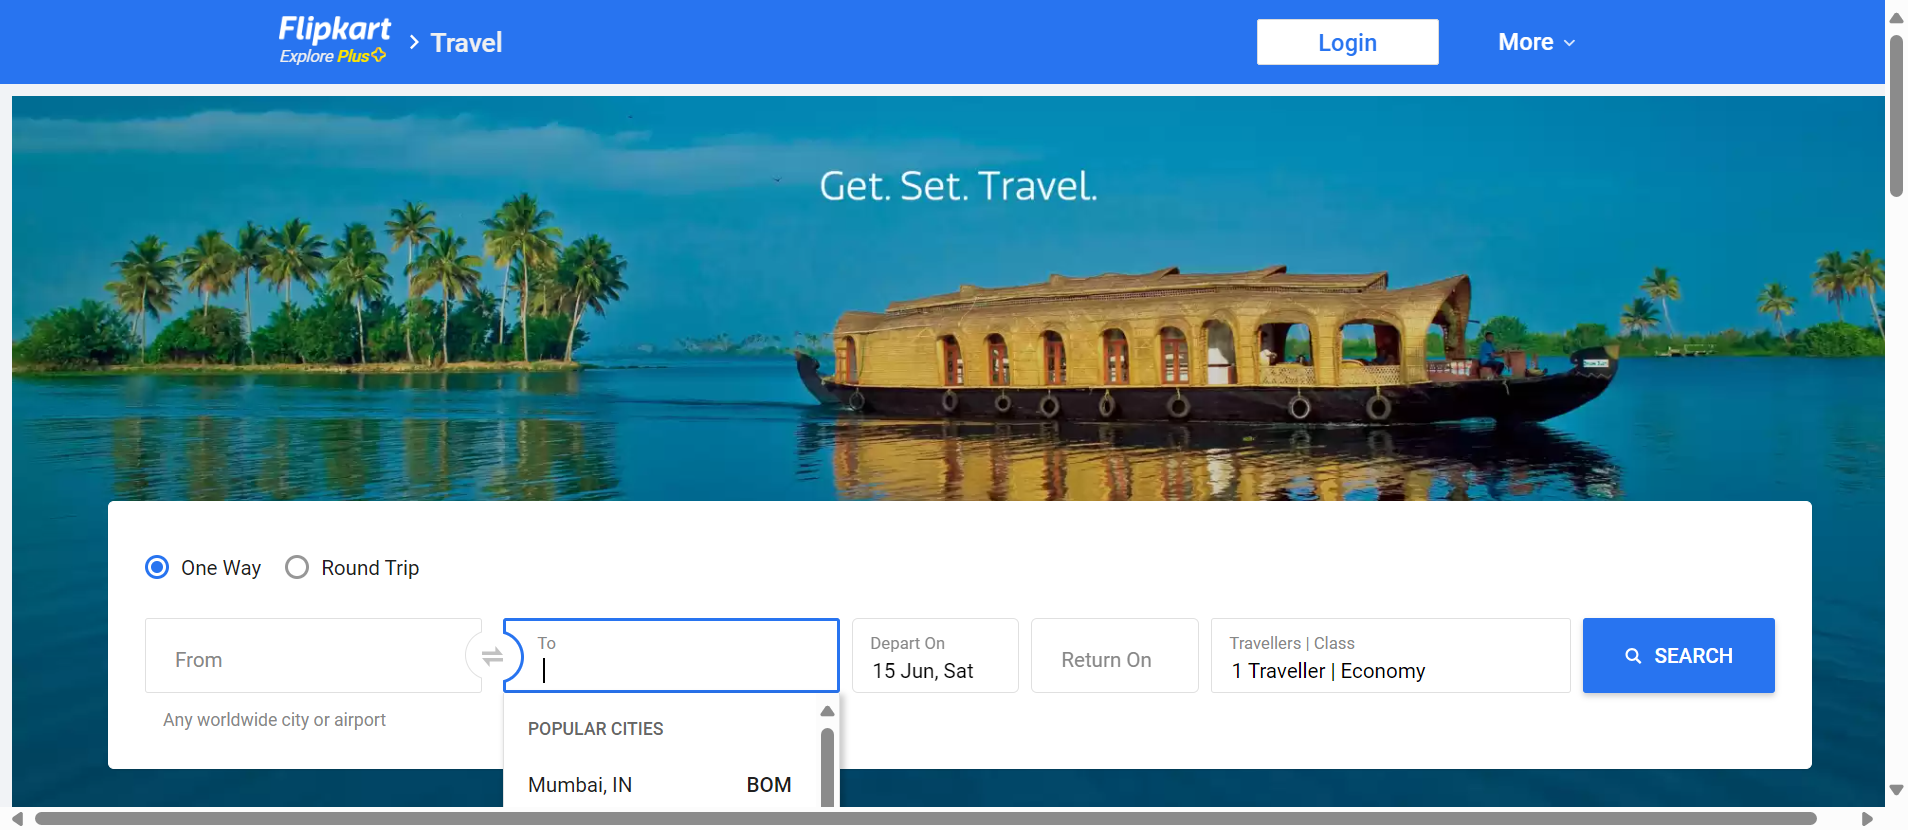 Flipkart
Explore Plus
Travel
Login
More
Get. Set. Travel.
One Way
Round Trip
From
To
Depart On
15 Jun, Sat
Return On
Travellers | Class
1 Traveller | Economy
SEARCH
Any worldwide city or airport
POPULAR CITIES
Mumbai, IN
BOM